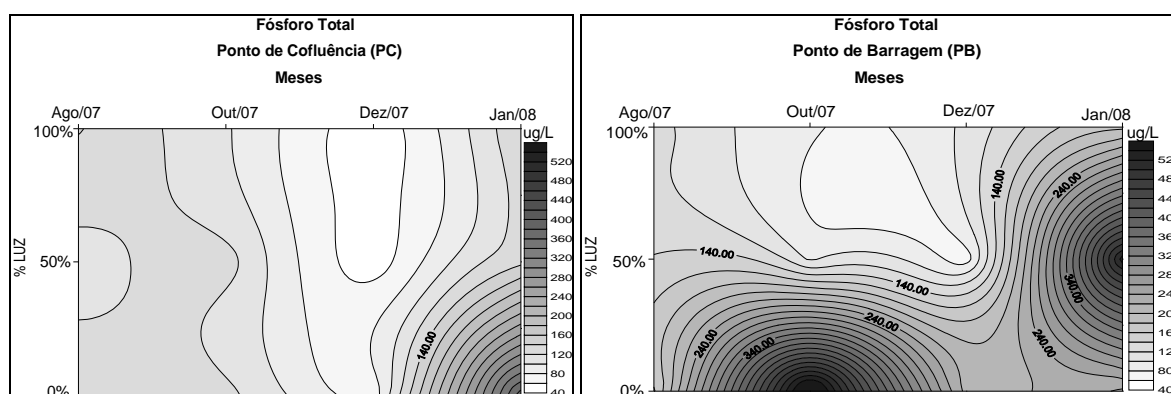 Fósforo Total
Ponto de Cofluência (PC)
Meses
Ago/07 Out/07 Dez/07 Jan/08
ug/L
100%
50%
0%
% LUZ
140.00
520
480
440
400
360
320
280
240
200
160
120
80
40
Fósforo Total
Ponto de Barragem (PB)
Meses
Ago/07 Out/07 Dez/07 Jan/08
ug/L
100%
50%
0%
% LUZ
140.00
240.00
140.00
140.00
340.00
240.00
240.00
340.00
240.00
80
40